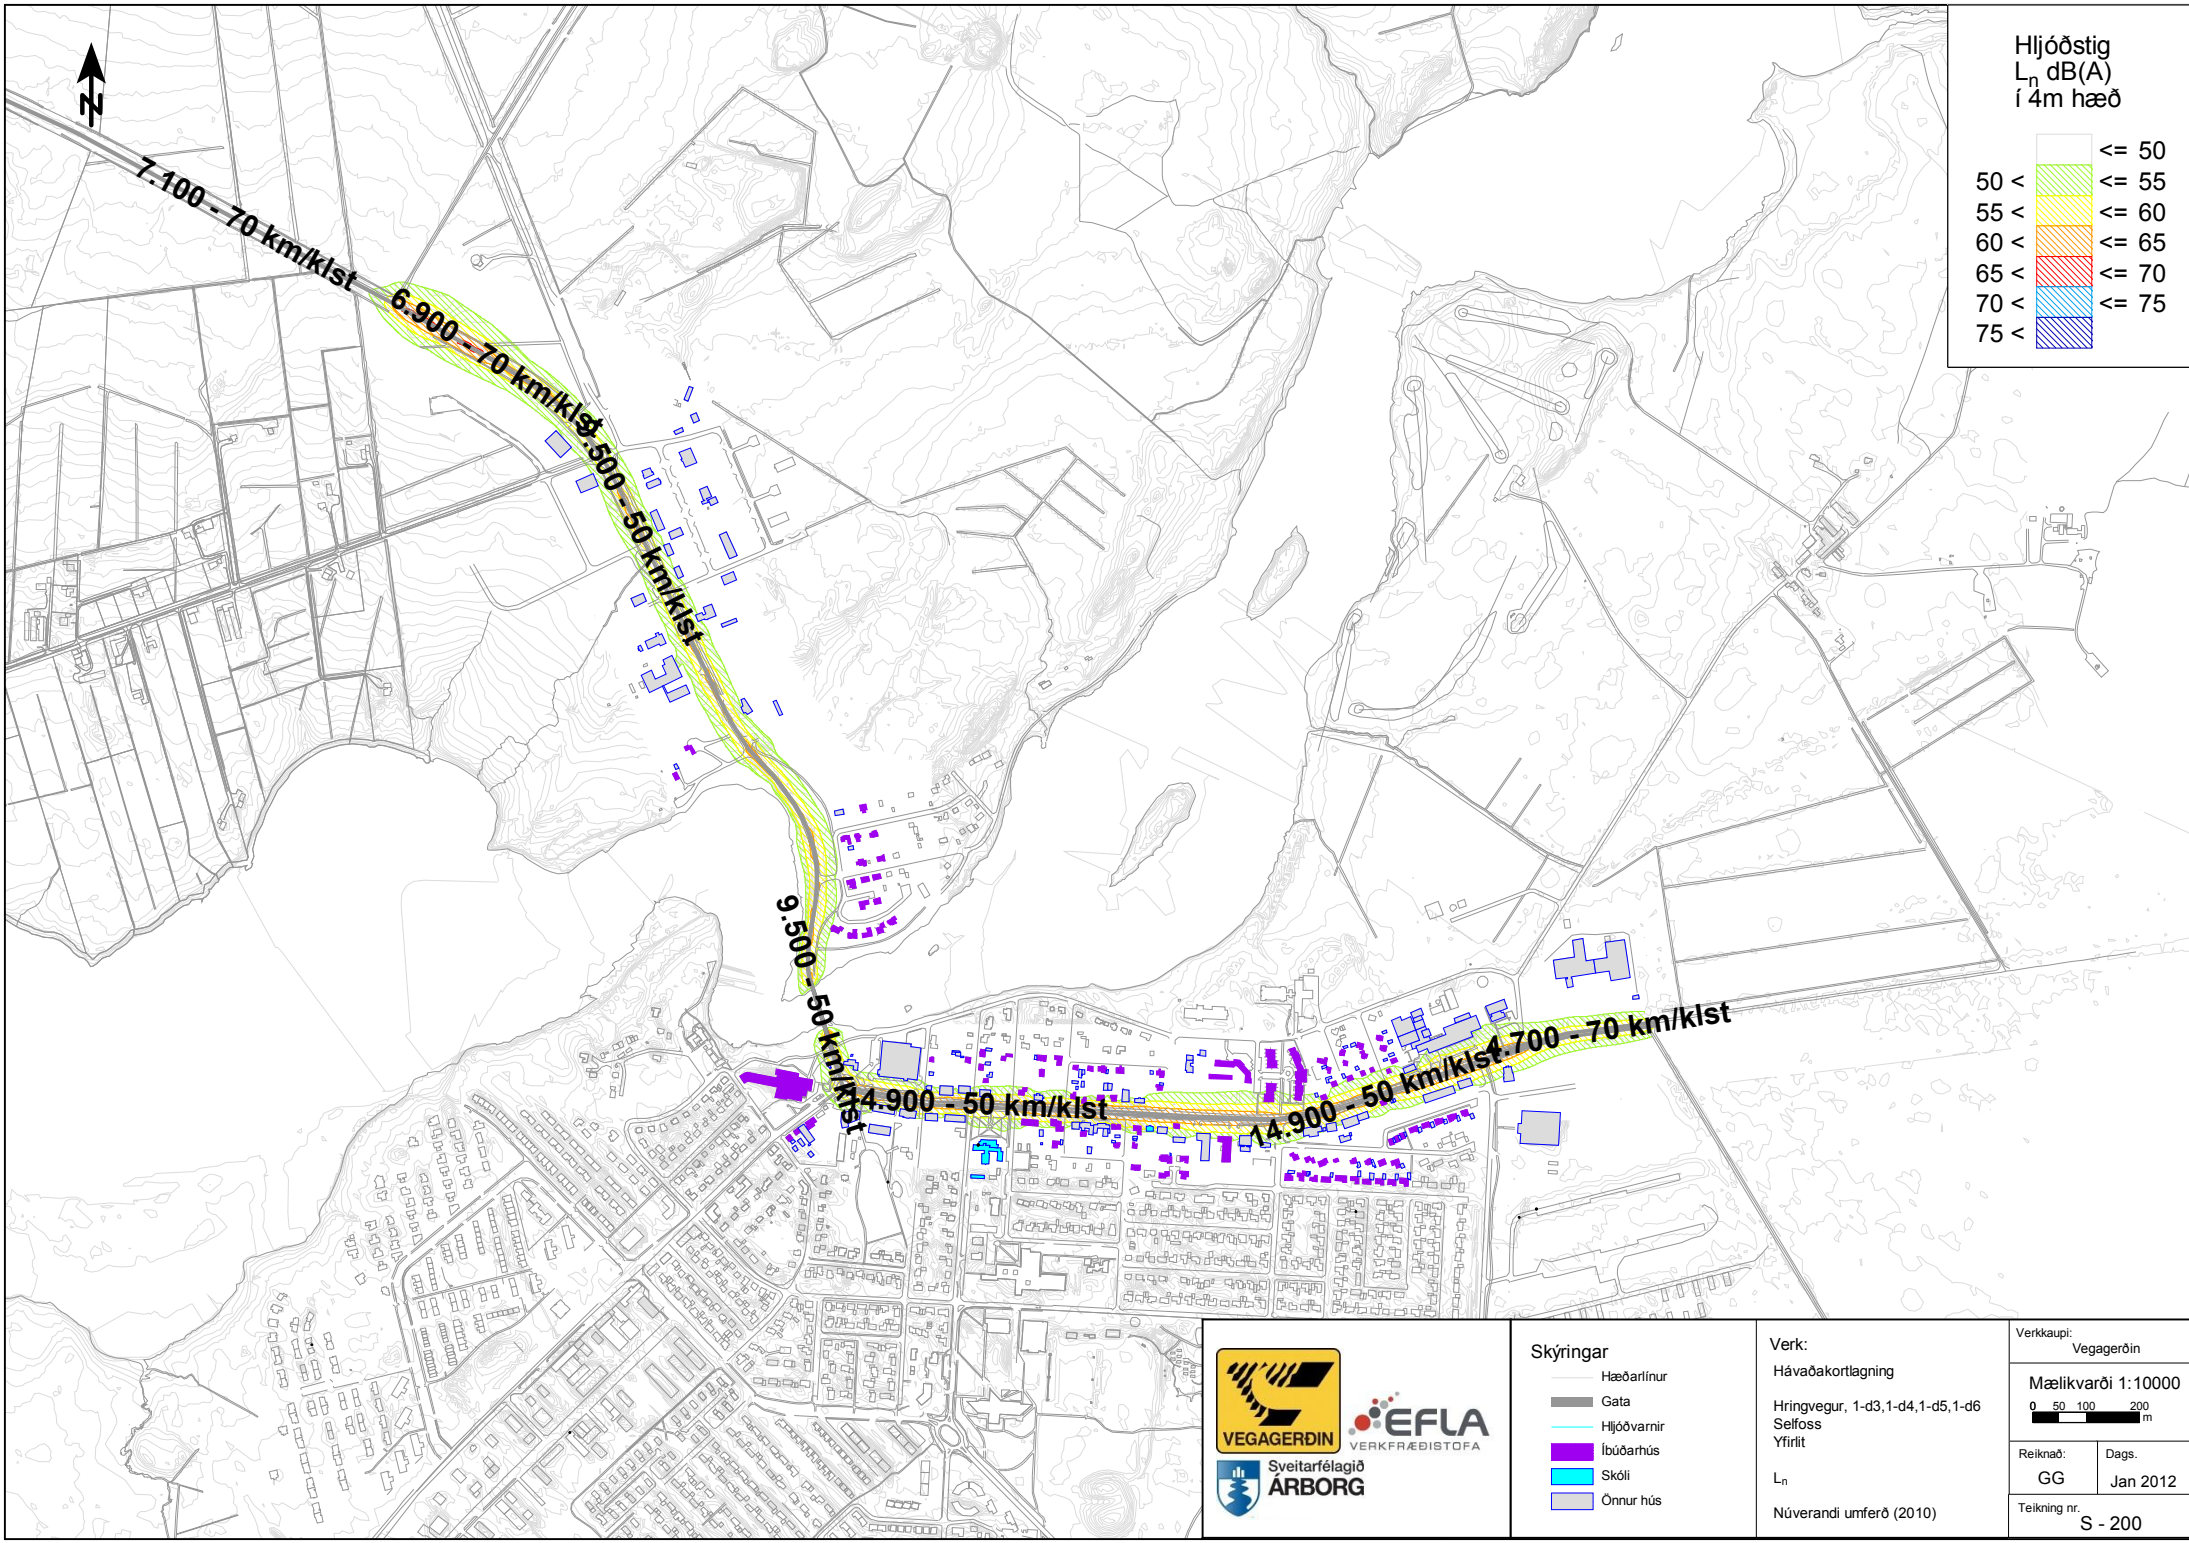 Hljóðstig
Ln dB(A)
í 4m hæð
<= 50
50 < <= 55
55 < <= 60
60 < <= 65
65 < <= 70
70 < <= 75
75 <
N
7.100 - 70 km/klst
6.900 - 70 km/klst
9.500 - 50 km/klst
9.500 - 50 km/klst
14.900 - 50 km/klst
14.900 - 50 km/klst
4.700 - 70 km/klst
VEGAGERÐIN
EFLA
VERKFRÆÐISTOFA
Sveitarfélagið
ÁRBORG
Skýringar
Hæðarlínur
Gata
Hljóðvarnir
Íbúðarhús
Skóli
Önnur hús
Verk:
Hávaðakortlagning
Hringvegur, 1-d3,1-d4,1-d5,1-d6
Selfoss
Yfirlit
Ln
Núverandi umferð (2010)
Verkkaupi:
Vegagerðin
Mælikvarði 1:10000
0 50 100 200
m
Reiknað:
GG
Dags.
Jan 2012
Teikning nr.
S - 200